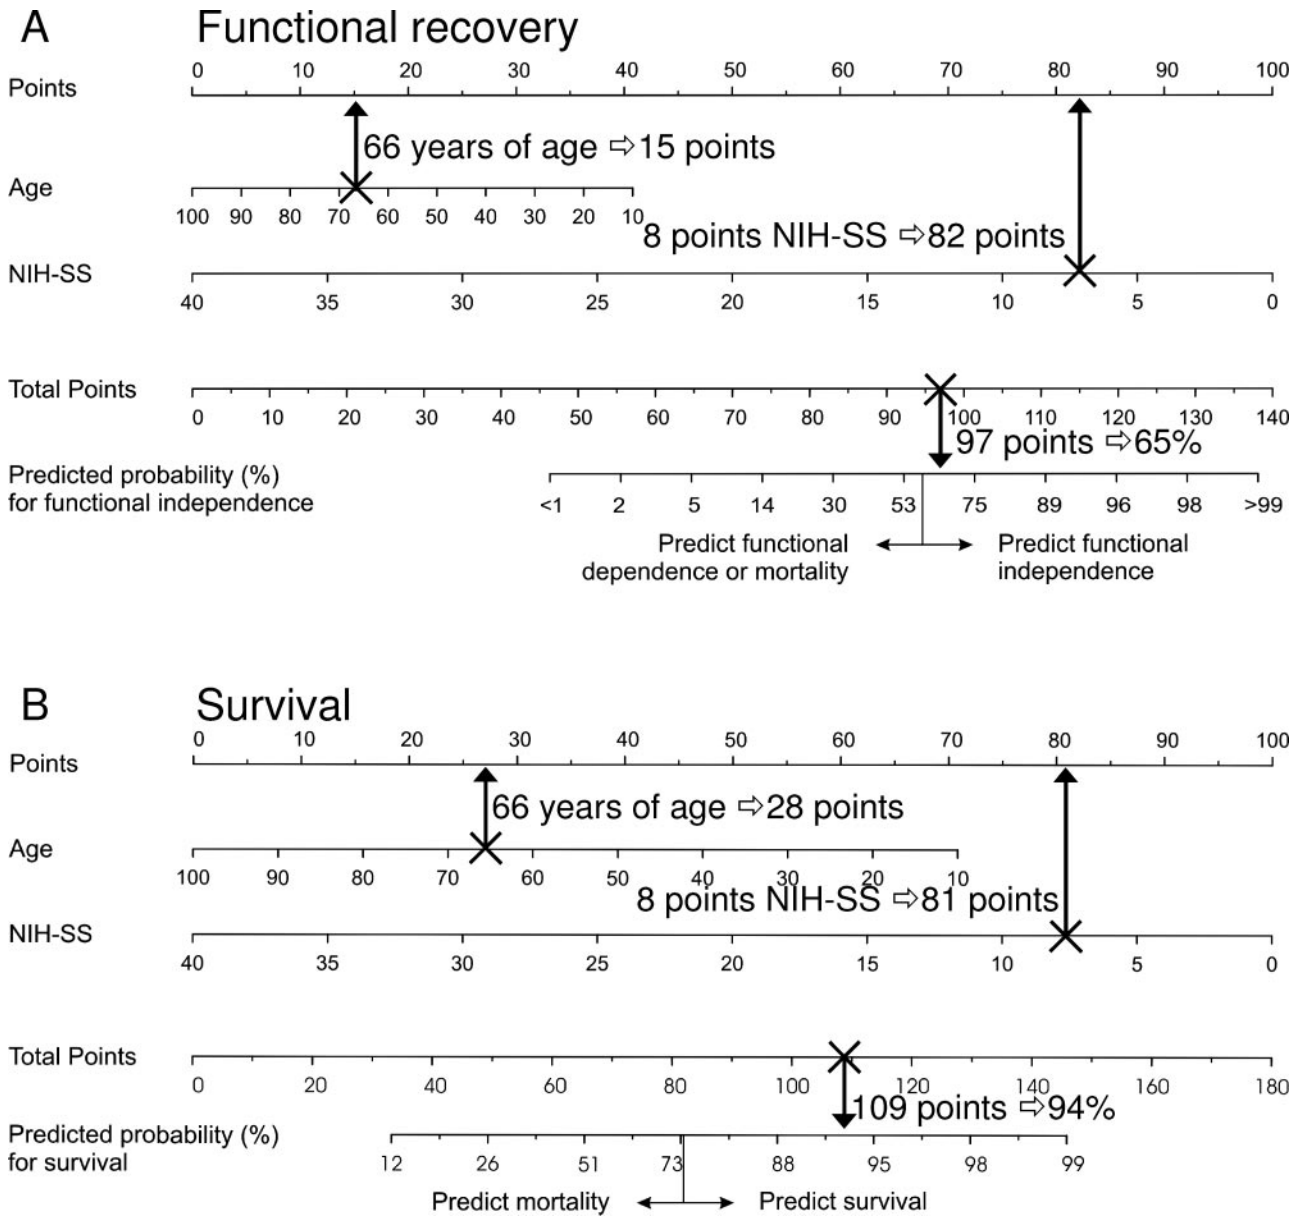 A Functional recovery
0 10 20 30 40 50 60 70 80 90 100
Points
66 years of age ⇨15 points
Age
100 90 80 70 60 50 40 30 20 10
8 points NIH-SS ⇨82 points
NIH-SS
40 35 30 25 20 15 10 5 0
Total Points
0 10 20 30 40 50 60 70 80 90 100 110 120 130 140
97 points ⇨65%
Predicted probability (%)
for functional independence
<1 2 5 14 30 53 75 89 96 98 >99
Predict functional
dependence or mortality
Predict functional
independence
B Survival
0 10 20 30 40 50 60 70 80 90 100
Points
66 years of age ⇨28 points
Age
100 90 80 70 60 50 40 30 20 10
8 points NIH-SS ⇨81 points
NIH-SS
40 35 30 25 20 15 10 5 0
Total Points
0 20 40 60 80 100 120 140 160 180
109 points ⇨94%
Predicted probability (%)
for survival
12 26 51 73 88 95 98 99
Predict mortality
Predict survival